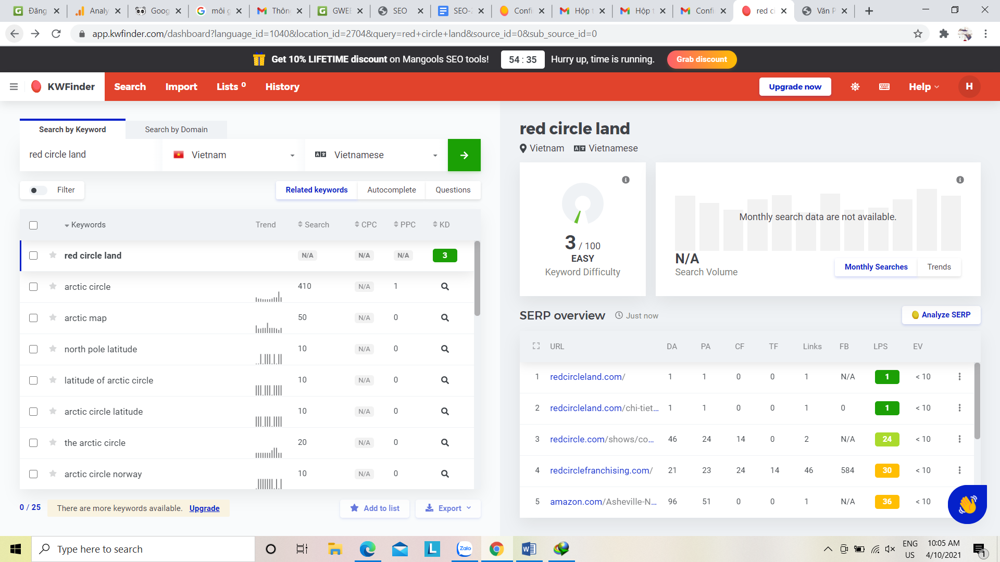 Đăng
Analy
Goog
môi g
Thôn
GWEB
SEO
SEO-2
Confi
Hộp t
Hộp t
Confi
red ci
Văn P
app.kwfinder.com/dashboard?language_id=1040&location_id=2704&query=red+circle+land&source_id=0&sub_source_id=0
Get 10% LIFETIME discount on Mangools SEO tools! 54 : 35 Hurry up, time is running. Grab discount
KWFinder Search Import Lists 0 History Upgrade now Help H
Search by Keyword Search by Domain
red circle land Vietnam Vietnamese
Filter Related keywords Autocomplete Questions
Keywords Trend Search CPC PPC KD
red circle land N/A N/A N/A 3
arctic circle 410 N/A 1
arctic map 50 N/A 0
north pole latitude 10 N/A 0
latitude of arctic circle 10 N/A 0
arctic circle latitude 10 N/A 0
the arctic circle 20 N/A 0
arctic circle norway 10 N/A 0
0 / 25 There are more keywords available. Upgrade Add to list Export
red circle land
Vietnam Vietnamese
3 / 100
EASY
Keyword Difficulty
Monthly search data are not available.
N/A
Search Volume
Monthly Searches Trends
SERP overview Just now Analyze SERP
URL DA PA CF TF Links FB LPS EV
1 redcircleland.com/ 1 1 0 0 1 N/A 1 < 10
2 redcircleland.com/chi-tiet... 1 1 0 0 1 0 1 < 10
3 redcircle.com/shows/co... 46 24 14 0 2 N/A 24 < 10
4 redcirclefranchising.com/ 21 23 24 14 46 584 30 < 10
5 amazon.com/Asheville-N... 96 51 0 0 1 N/A 36 < 10
Type here to search
L
Zalo
W
ENG
US
10:05 AM
4/10/2021
1